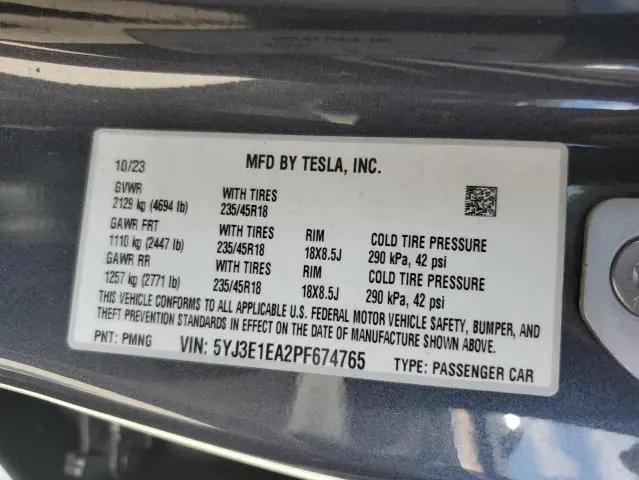 MFD BY TESLA, INC.
10/23
GVWR
2129 kg (4694 lb)
WITH TIRES
235/45R18
GAWR FRT
1110 kg (2447 lb)
WITH TIRES
235/45R18
RIM
18X8.5J
COLD TIRE PRESSURE
290 kPa, 42 psi
GAWR RR
1257 kg (2771 lb)
WITH TIRES
235/45R18
RIM
18X8.5J
COLD TIRE PRESSURE
290 kPa, 42 psi
THIS VEHICLE CONFORMS TO ALL APPLICABLE U.S. FEDERAL MOTOR VEHICLE SAFETY, BUMPER, AND
THEFT PREVENTION STANDARDS IN EFFECT ON THE DATE OF MANUFACTURE SHOWN ABOVE.
PNT: PMNG
VIN: 5YJ3E1EA2PF674765
TYPE: PASSENGER CAR